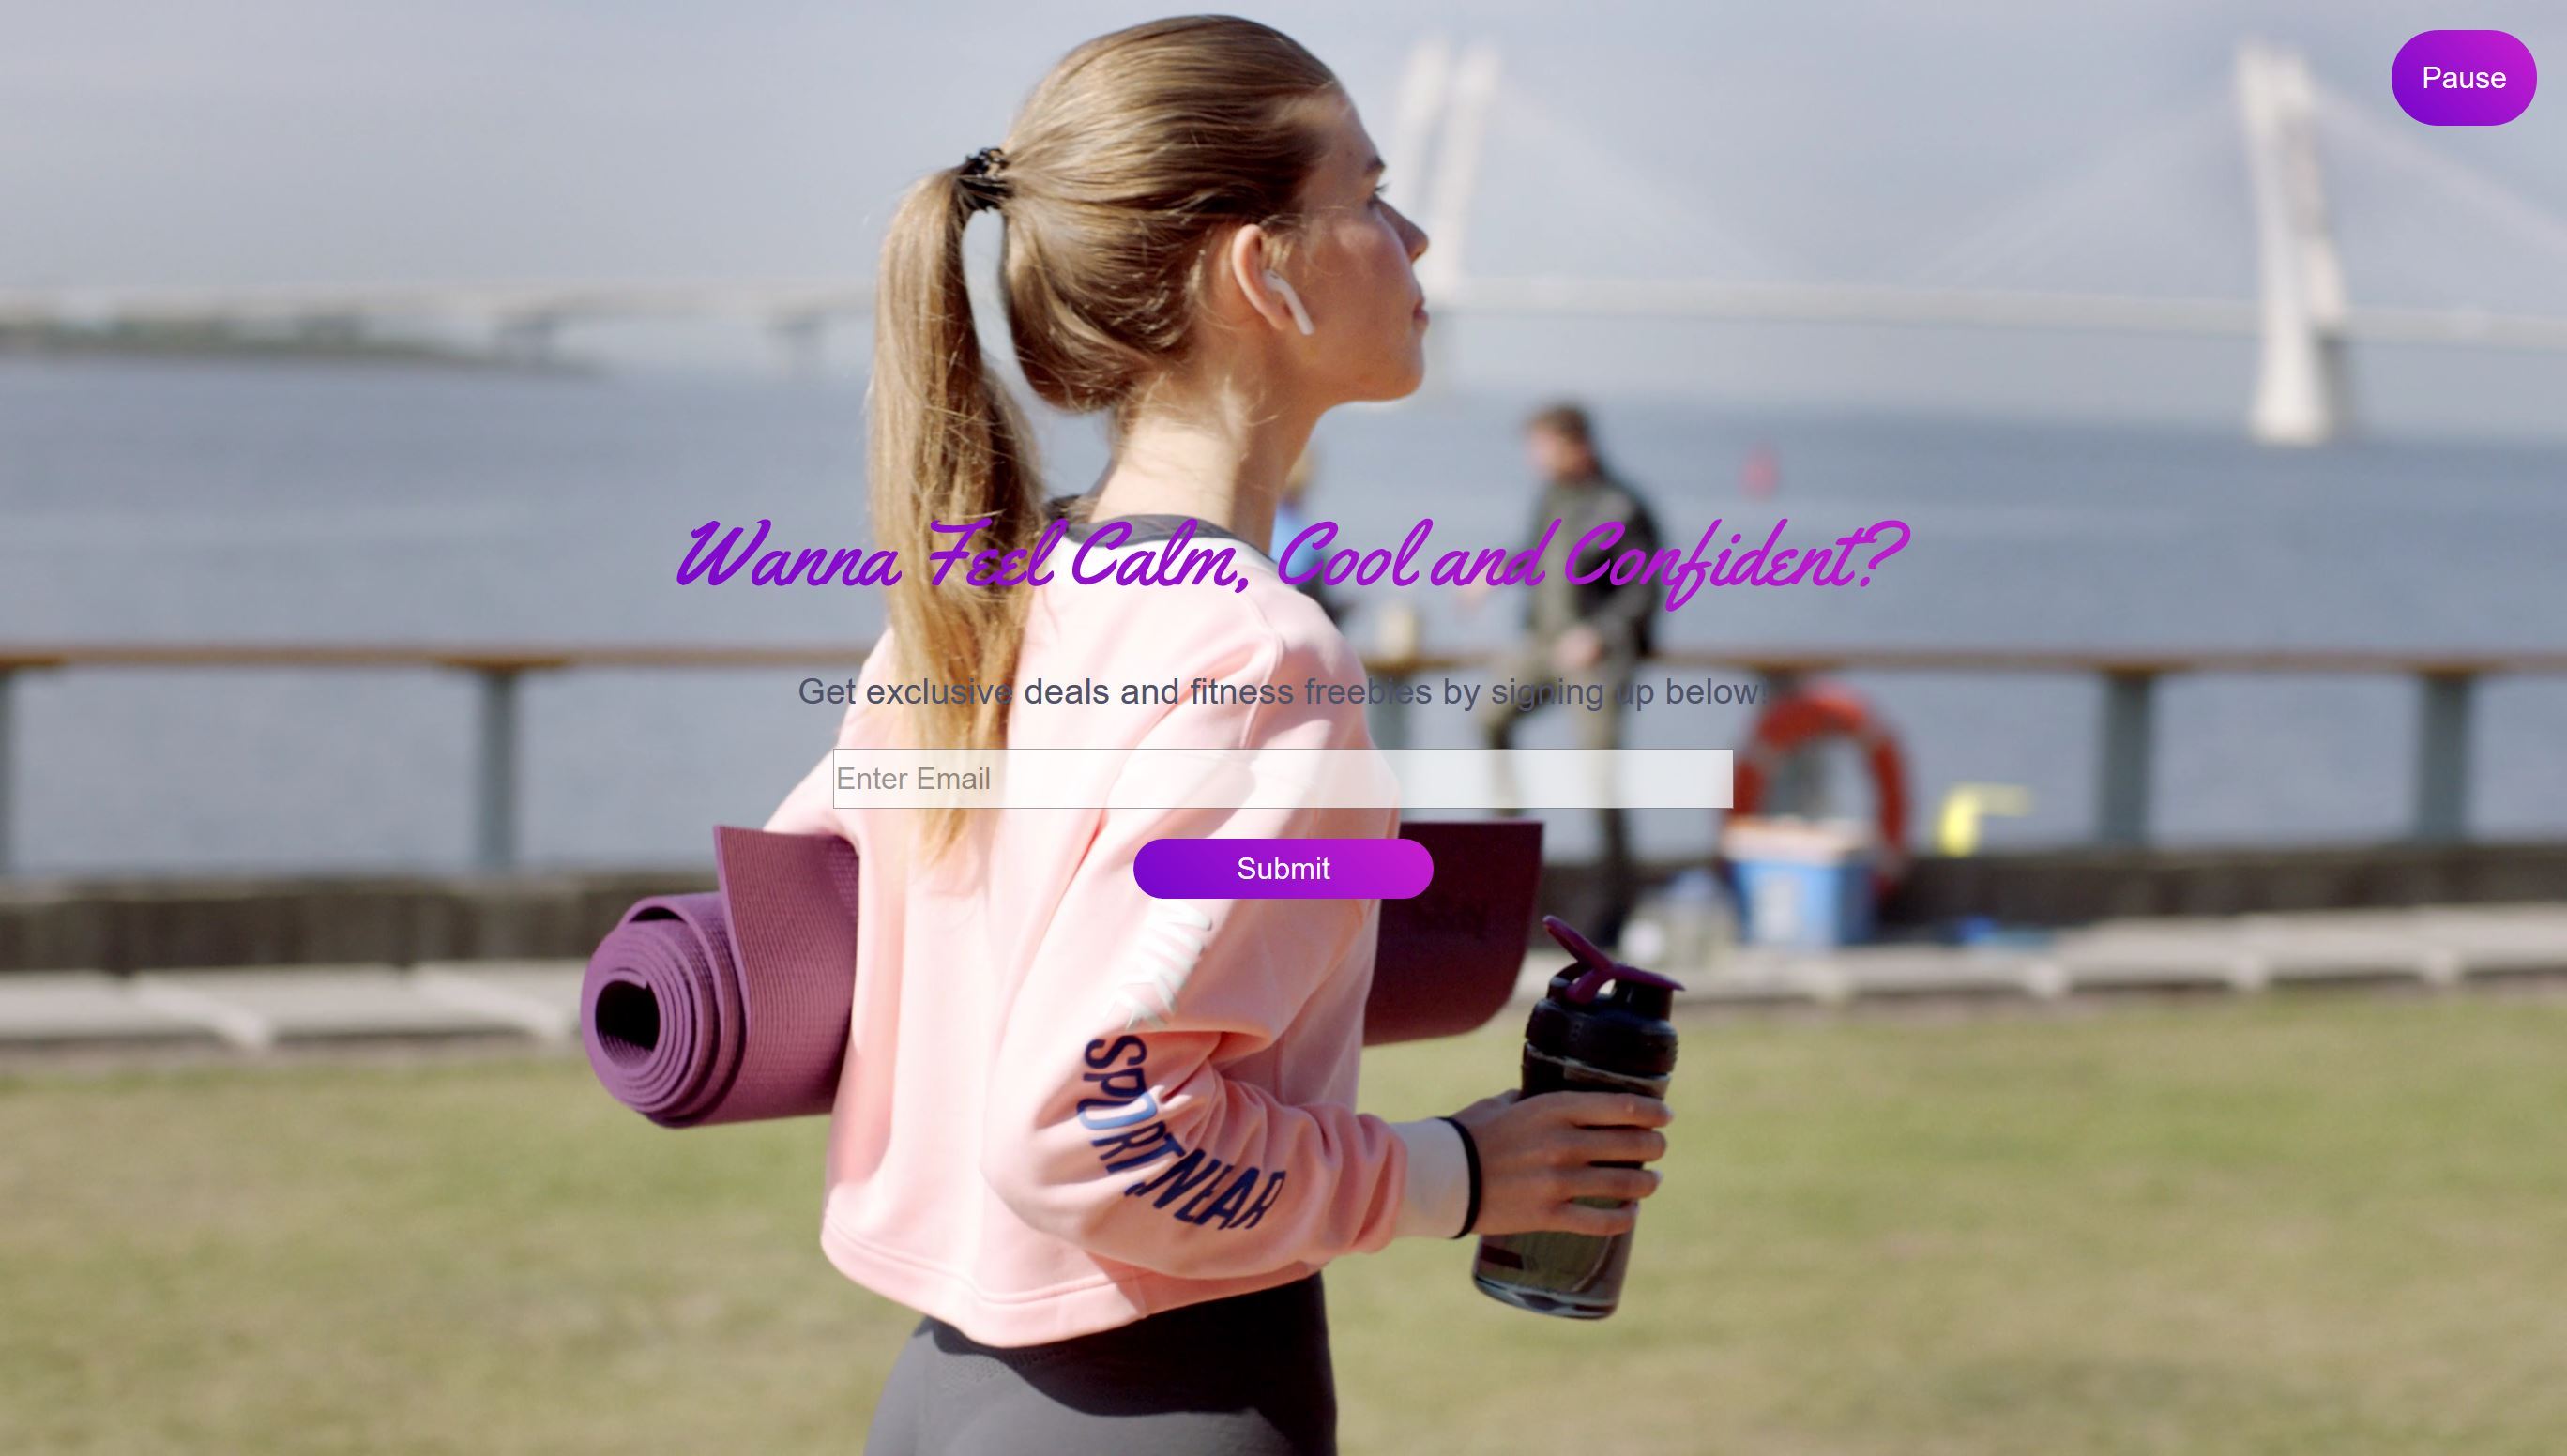 Pause
Wanna Feel Calm, Cool and Confident?
Get exclusive deals and fitness freebies by signing up below!
Enter Email
Submit
SPORTWEAR